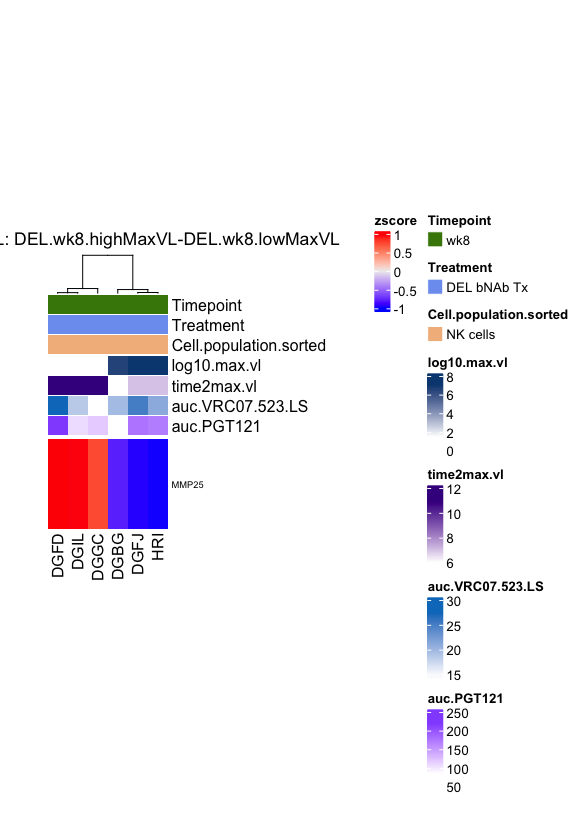 L: DEL.wk8.highMaxVL-DEL.wk8.lowMaxVL
Timepoint
Treatment
Cell.population.sorted
log10.max.vl
time2max.vl
auc.VRC07.523.LS
auc.PGT121
MMP25
DGFD
DGIL
DGGC
DGBG
DGFJ
HRI
zscore
1
0.5
0
-0.5
-1
Timepoint
wk8
Treatment
DEL bNAb Tx
Cell.population.sorted
NK cells
log10.max.vl
8
6
4
2
0
time2max.vl
12
10
8
6
auc.VRC07.523.LS
30
25
20
15
auc.PGT121
250
200
150
100
50